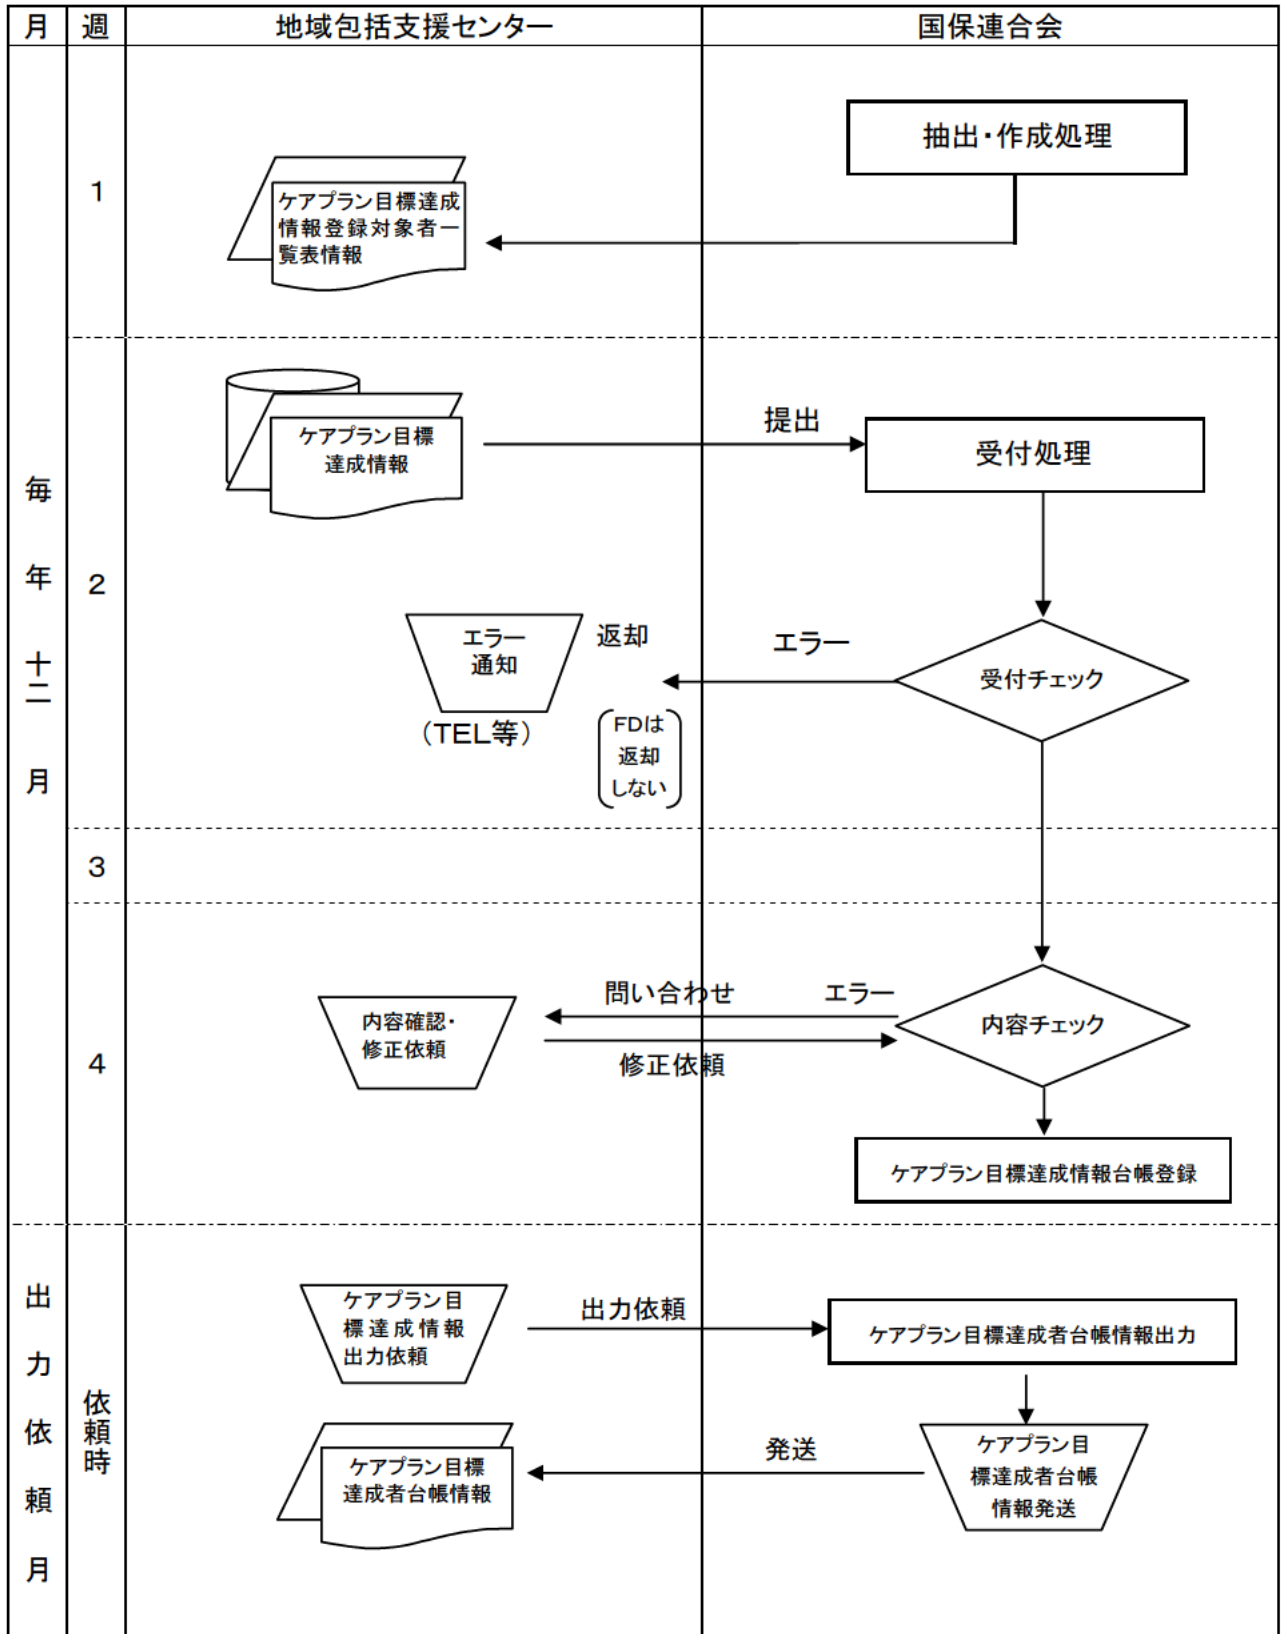 月 週 地域包括支援センター 国保連合会
毎年十二月
1
抽出・作成処理
ケアプラン目標達成
情報登録対象者一
覧表情報
2
ケアプラン目標
達成情報
提出
受付処理
エラー
通知
(TEL等)
返却
FDは
返却
しない
エラー
受付チェック
3
4
内容確認・
修正依頼
問い合わせ
エラー
修正依頼
内容チェック
ケアプラン目標達成情報台帳登録
出力依頼月
依頼時
ケアプラン目
標達成情報
出力依頼
出力依頼
ケアプラン目標達成者台帳情報出力
ケアプラン目標
達成者台帳情報
発送
ケアプラン目
標達成者台帳
情報発送